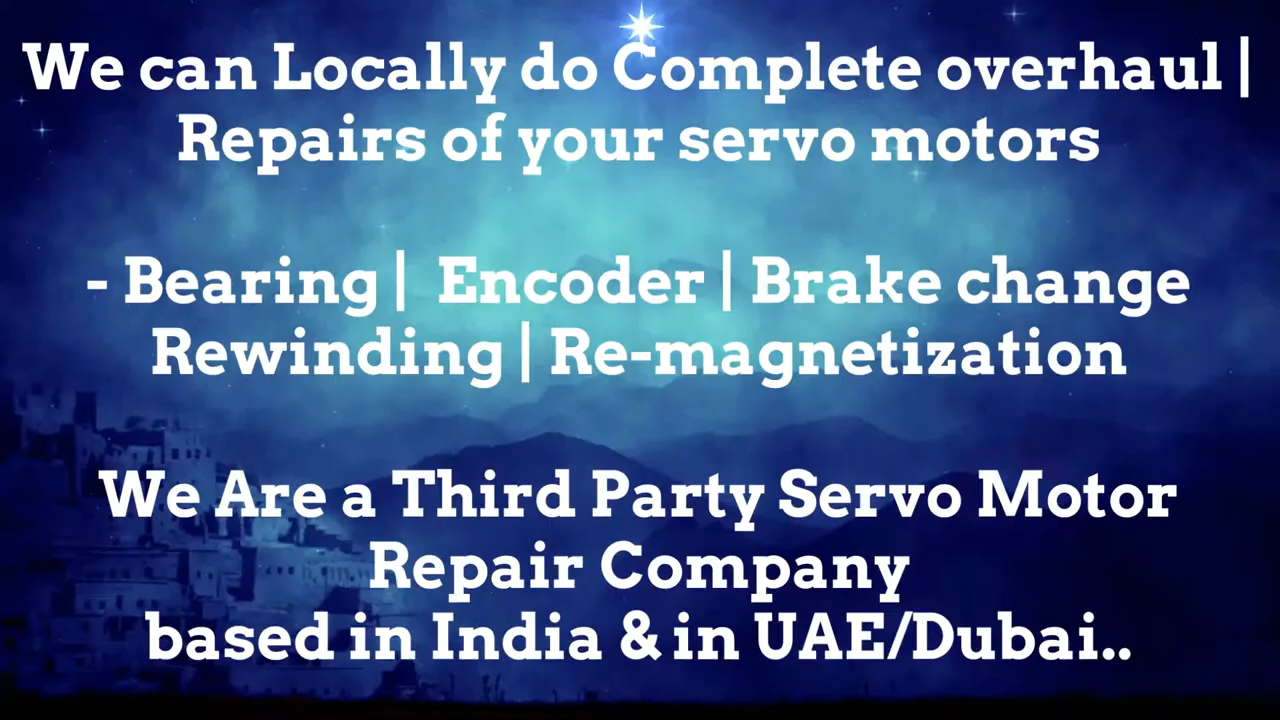 We can Locally do Complete overhaul |
Repairs of your servo motors
- Bearing | Encoder | Brake change
Rewinding | Re-magnetization
We Are a Third Party Servo Motor
Repair Company
based in India & in UAE/Dubai..